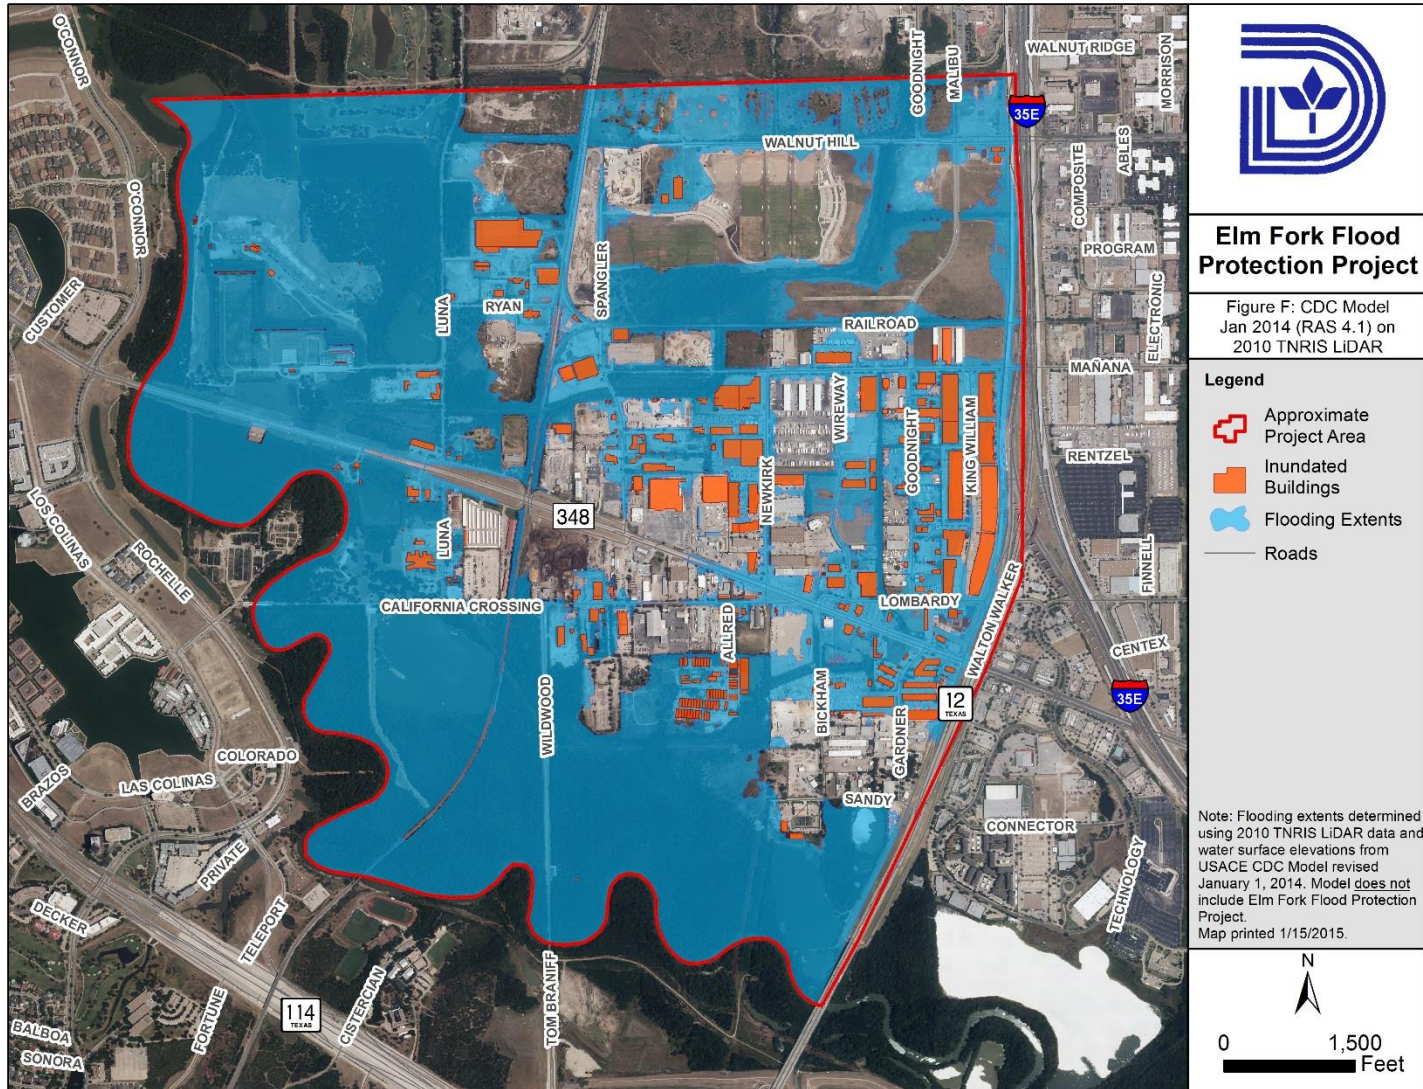 O'CONNOR
GOODNIGHT
MALIBU
WALNUT RIDGE
MORRISON
35E
WALNUT HILL
ABLES
COMPOSITE
O'CONNOR
PROGRAM
SPANGLER
CUSTOMER
LUNA
RYAN
RAILROAD
ELECTRONIC
MAÑANA
WIREWAY
GOODNIGHT
KING WILLIAM
RENTZEL
NEWKIRK
LOS COLINAS
348
LUNA
ROCHELLE
FINNELL
CALIFORNIA CROSSING
LOMBARDY
WALTON WALKER
ALLRED
CENTEX
35E
12
TEXAS
WILDWOOD
BICKHAM
GARDNER
COLORADO
LAS COLINAS
BRAZOS
SANDY
CONNECTOR
PRIVATE
TECHNOLOGY
DECKER
TELEPORT
TOM BRANIFF
CISTERCIAN
FORTUNE
114
TEXAS
BALBOA
SONORA
Elm Fork Flood
Protection Project
Figure F: CDC Model
Jan 2014 (RAS 4.1) on
2010 TNRIS LiDAR
Legend
Approximate
Project Area
Inundated
Buildings
Flooding Extents
Roads
Note: Flooding extents determined
using 2010 TNRIS LiDAR data and
water surface elevations from
USACE CDC Model revised
January 1, 2014. Model does not
include Elm Fork Flood Protection
Project.
Map printed 1/15/2015.
N
0 1,500
Feet